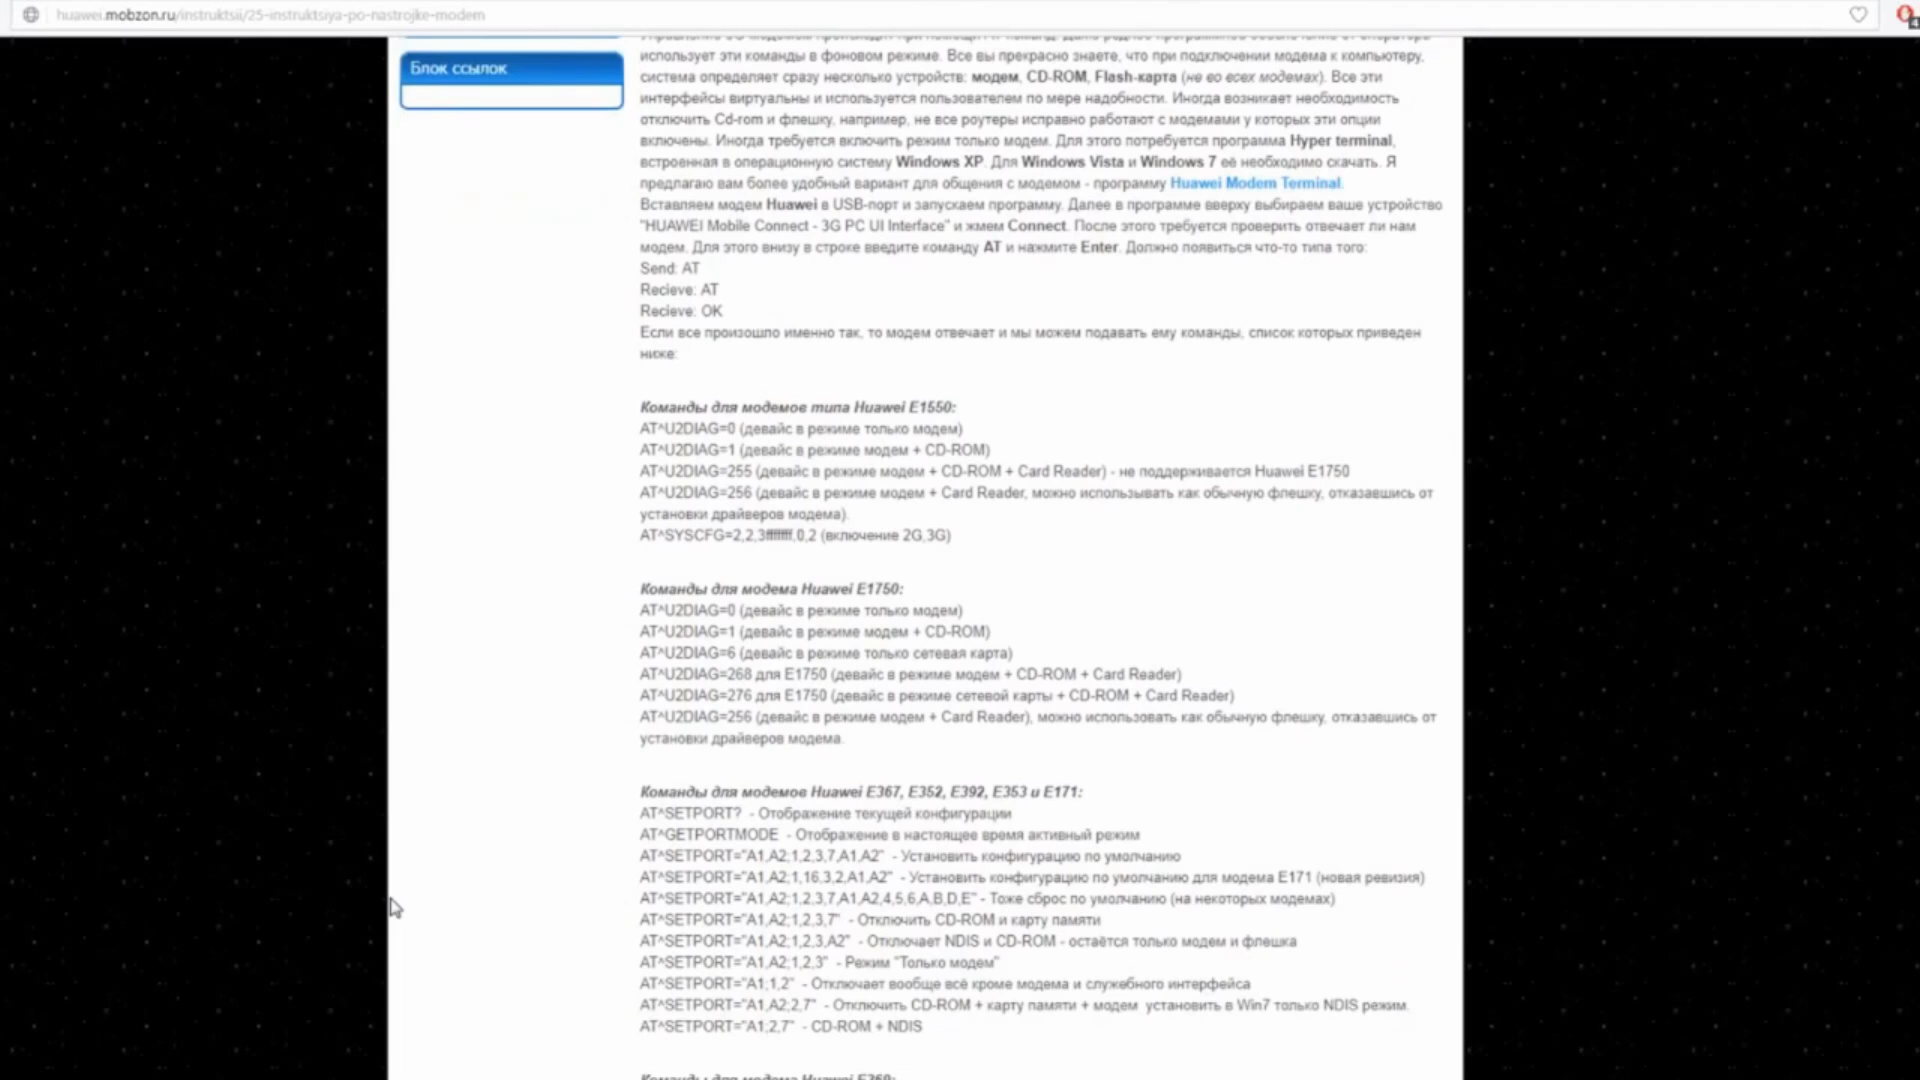 huawei.mobzon.ru/instruktsii/25-instruktsiya-po-nastrojke-modem
4
Блок ссылок
использует эти команды в фоновом режиме. Все вы прекрасно знаете, что при подключении модема к компьютеру,
система определяет сразу несколько устройств: модем, CD-ROM, Flash-карта (не во всех модемах). Все эти
интерфейсы виртуальны и используется пользователем по мере надобности. Иногда возникает необходимость
отключить Cd-rom и флешку, например, не все роутеры исправно работают с модемами у которых эти опции
включены. Иногда требуется включить режим только модем. Для этого потребуется программа Hyper terminal,
встроенная в операционную систему Windows XP. Для Windows Vista и Windows 7 её необходимо скачать. Я
предлагаю вам более удобный вариант для общения с модемом - программу Huawei Modem Terminal.
Вставляем модем Huawei в USB-порт и запускаем программу. Далее в программе вверху выбираем ваше устройство
"HUAWEI Mobile Connect - 3G PC UI Interface" и жмем Connect. После этого требуется проверить отвечает ли нам
модем. Для этого внизу в строке введите команду AT и нажмите Enter. Должно появиться что-то типа того:
Send: AT
Recieve: AT
Recieve: OK
Если все произошло именно так, то модем отвечает и мы можем подавать ему команды, список которых приведен
ниже:
Команды для модемов типа Huawei E1550:
AT^U2DIAG=0 (девайс в режиме только модем)
AT^U2DIAG=1 (девайс в режиме модем + CD-ROM)
AT^U2DIAG=255 (девайс в режиме модем + CD-ROM + Card Reader) - не поддерживается Huawei E1750
AT^U2DIAG=256 (девайс в режиме модем + Card Reader, можно использывать как обычную флешку, отказавшись от
установки драйверов модема).
AT^SYSCFG=2,2,3fffffff,0,2 (включение 2G,3G)
Команды для модема Huawei E1750:
AT^U2DIAG=0 (девайс в режиме только модем)
AT^U2DIAG=1 (девайс в режиме модем + CD-ROM)
AT^U2DIAG=6 (девайс в режиме только сетевая карта)
AT^U2DIAG=268 для E1750 (девайс в режиме модем + CD-ROM + Card Reader)
AT^U2DIAG=276 для E1750 (девайс в режиме сетевой карты + CD-ROM + Card Reader)
AT^U2DIAG=256 (девайс в режиме модем + Card Reader), можно использовать как обычную флешку, отказавшись от
установки драйверов модема.
Команды для модемов Huawei E367, E352, E392, E353 и E171:
AT^SETPORT? - Отображение текущей конфигурации
AT^GETPORTMODE - Отображение в настоящее время активный режим
AT^SETPORT="A1,A2;1,2,3,7,A1,A2" - Установить конфигурацию по умолчанию
AT^SETPORT="A1,A2;1,16,3,2,A1,A2" - Установить конфигурацию по умолчанию для модема E171 (новая ревизия)
AT^SETPORT="A1,A2;1,2,3,7,A1,A2,4,5,6,A,B,D,E" - Тоже сброс по умолчанию (на некоторых модемах)
AT^SETPORT="A1,A2;1,2,3,7" - Отключить CD-ROM и карту памяти
AT^SETPORT="A1,A2;1,2,3,A2" - Отключает NDIS и CD-ROM - остаётся только модем и флешка
AT^SETPORT="A1,A2;1,2,3" - Режим "Только модем"
AT^SETPORT="A1;1,2" - Отключает вообще всё кроме модема и служебного интерфейса
AT^SETPORT="A1,A2;2,7" - Отключить CD-ROM + карту памяти + модем установить в Win7 только NDIS режим.
AT^SETPORT="A1;2,7" - CD-ROM + NDIS